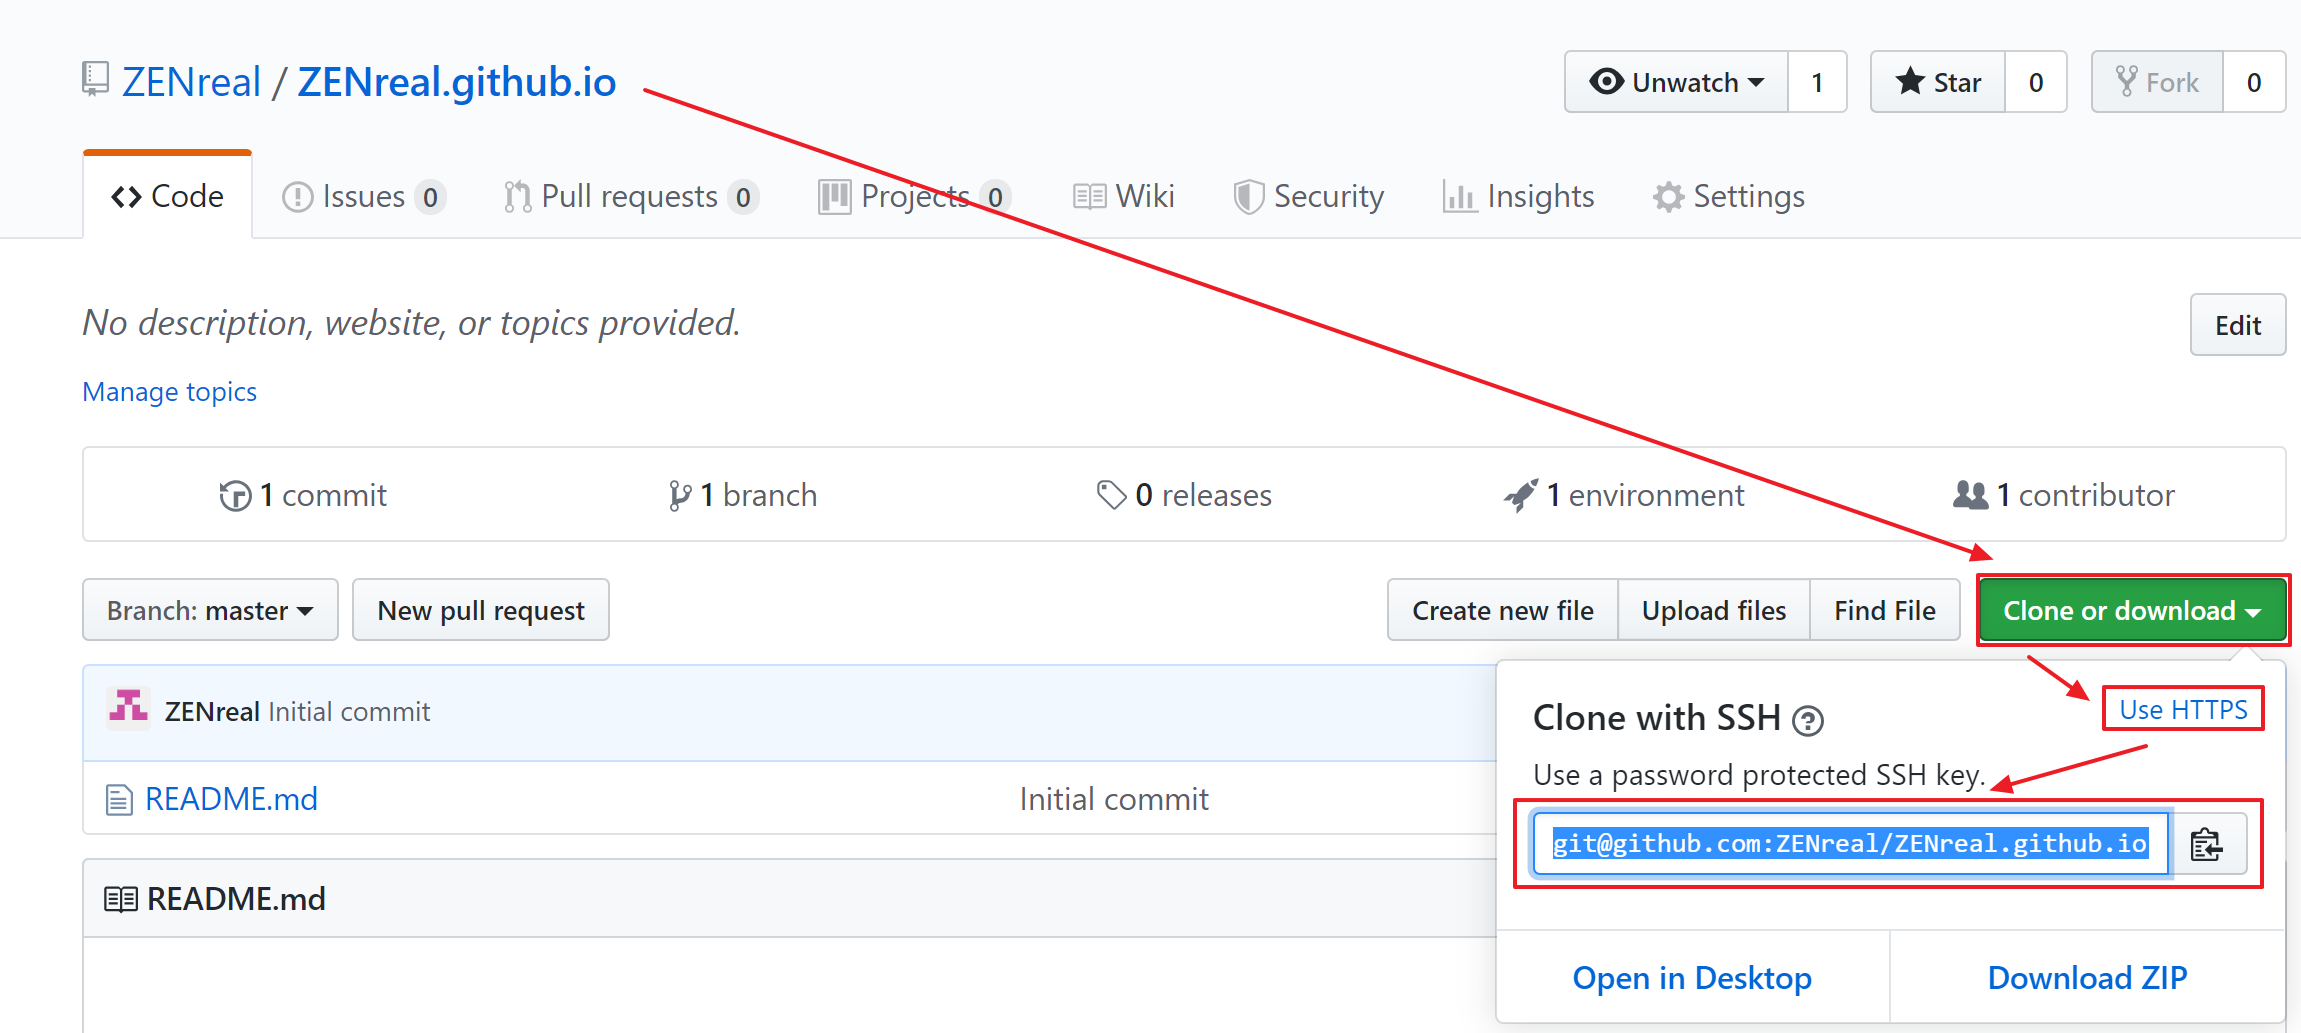 ZENreal / ZENreal.github.io
Unwatch 1 Star 0 Fork 0
Code Issues 0 Pull requests 0 Projects 0 Wiki Security Insights Settings
No description, website, or topics provided.
Edit
Manage topics
1 commit 1 branch 0 releases 1 environment 1 contributor
Branch: master New pull request Create new file Upload files Find File Clone or download
ZENreal Initial commit
README.md Initial commit
README.md
Clone with SSH ?
Use HTTPS
Use a password protected SSH key.
git@github.com:ZENreal/ZENreal.github.io
Open in Desktop Download ZIP